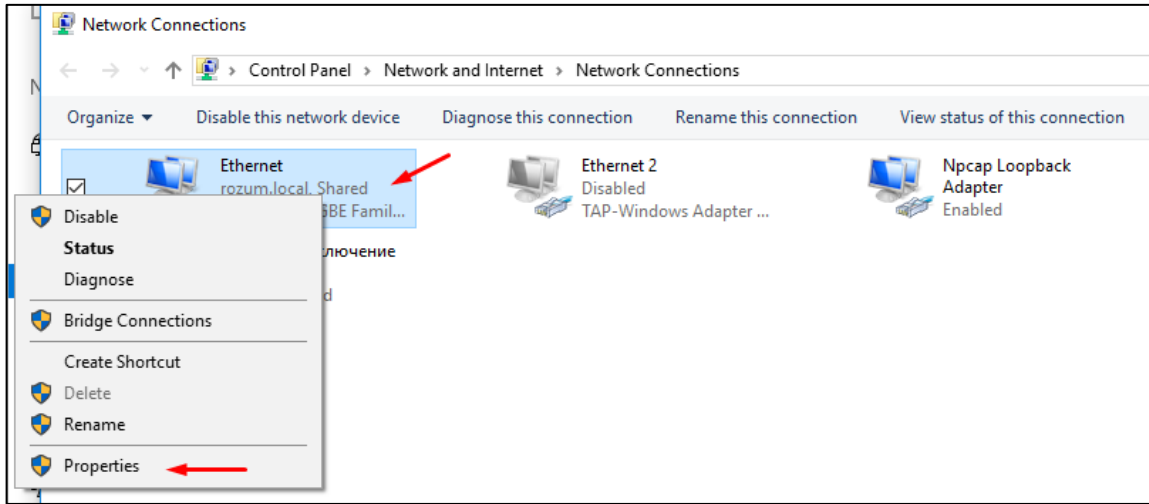 Network Connections
Control Panel > Network and Internet > Network Connections
Organize Disable this network device Diagnose this connection Rename this connection View status of this connection
Ethernet
rozum.local, Shared
Famil...
Ethernet 2
Disabled
TAP-Windows Adapter ...
Npcap Loopback
Adapter
Enabled
Disable
Status
Diagnose
Bridge Connections
Create Shortcut
Delete
Rename
Properties